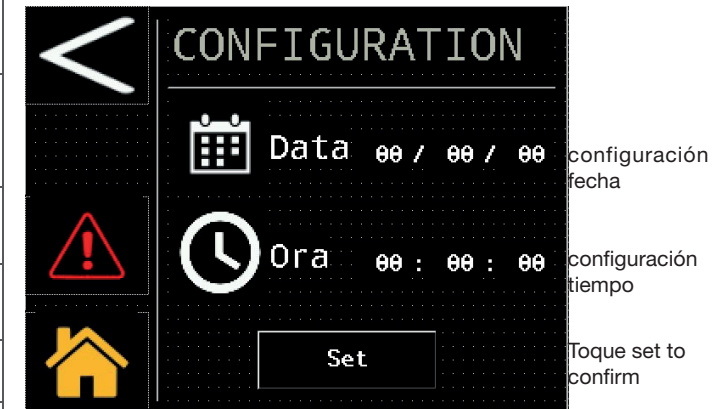 CONFIGURATION
Data 00 / 00 / 00
configuración
fecha
Ora 00 : 00 : 00
configuración
tiempo
Set
Toque set to
confirm